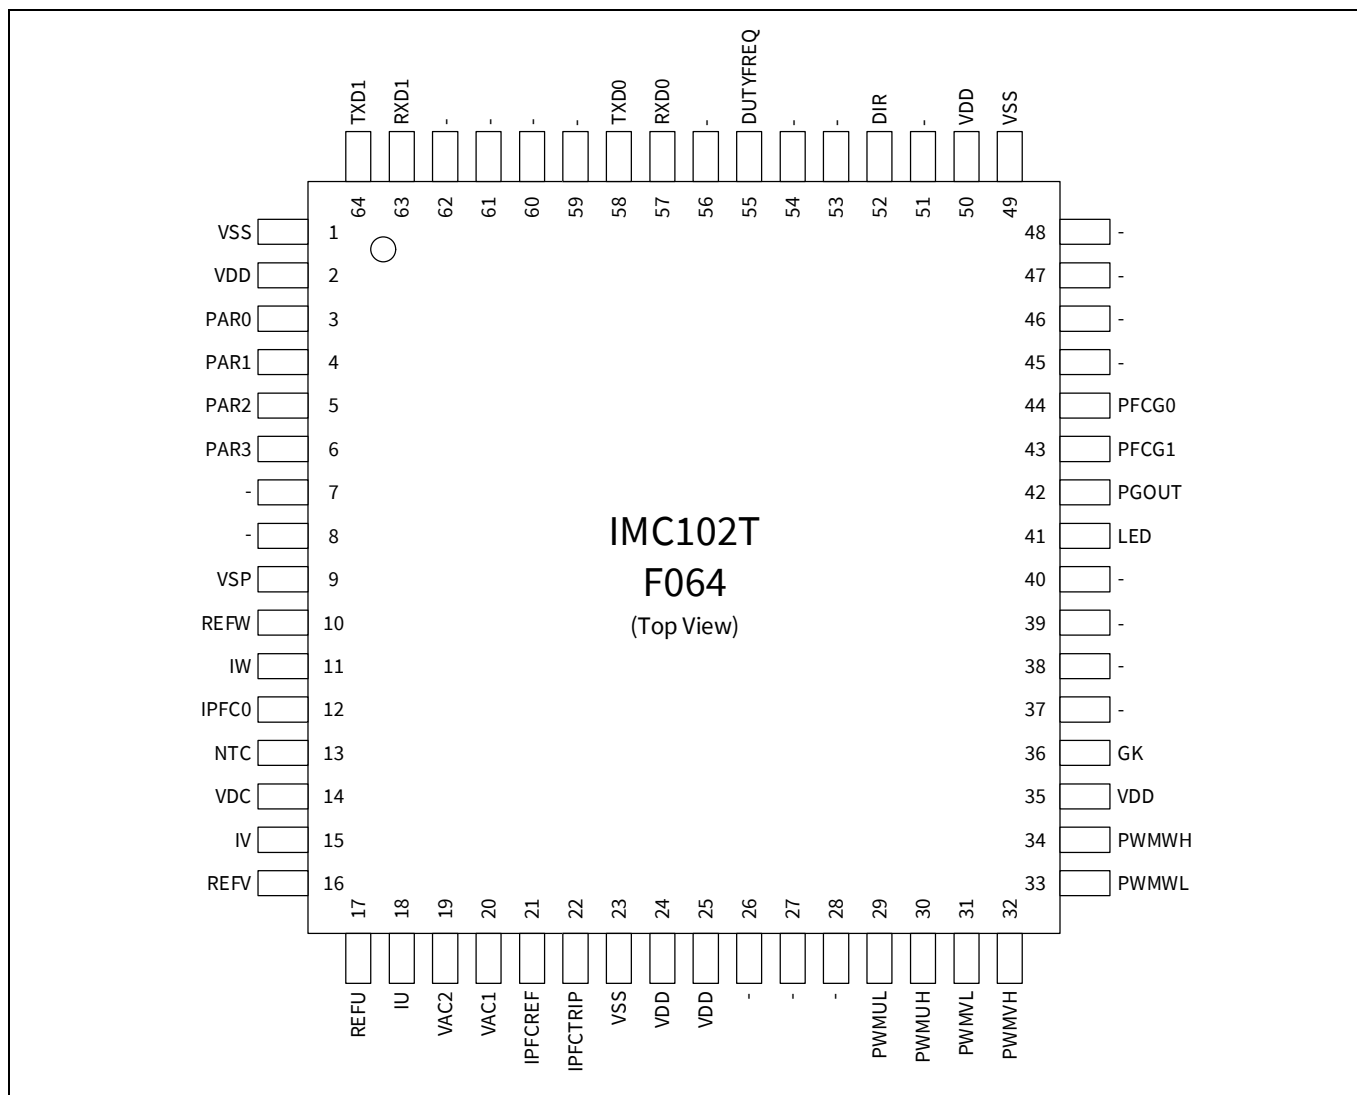 TXD1 RXD1 - - - - TXD0 RXD0 - DUTYFREQ - - DIR - VDD VSS
64 63 62 61 60 59 58 57 56 55 54 53 52 51 50 49
VSS 1 48 -
VDD 2 47 -
PAR0 3 46 -
PAR1 4 45 -
PAR2 5 44 PFCG0
PAR3 6 43 PFCG1
- 7 42 PGOUT
- 8 41 LED
VSP 9 40 -
REFW 10 39 -
IW 11 38 -
IPFC0 12 37 -
NTC 13 36 GK
VDC 14 35 VDD
IV 15 34 PWMWH
REFV 16 33 PWMWL
IMC102T
F064
(Top View)
17 18 19 20 21 22 23 24 25 26 27 28 29 30 31 32
REFU IU VAC2 VAC1 IPFCREF IPFCTRIP VSS VDD VDD - - - PWMUL PWMUH PWMVL PWMVH